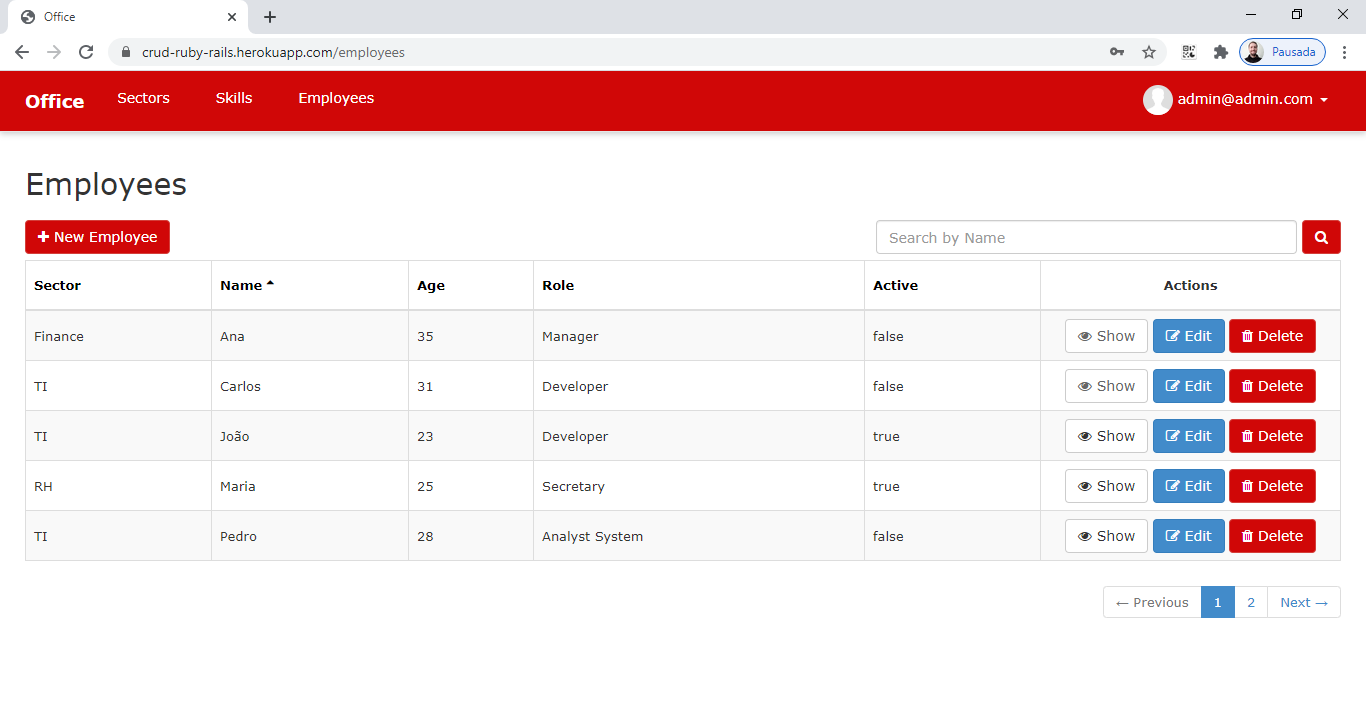 Office
crud-ruby-rails.herokuapp.com/employees
Pausada
Office Sectors Skills Employees admin@admin.com
Employees
New Employee Search by Name
Sector Name Age Role Active Actions
Finance Ana 35 Manager false Show Edit Delete
TI Carlos 31 Developer false Show Edit Delete
TI João 23 Developer true Show Edit Delete
RH Maria 25 Secretary true Show Edit Delete
TI Pedro 28 Analyst System false Show Edit Delete
← Previous 1 2 Next →